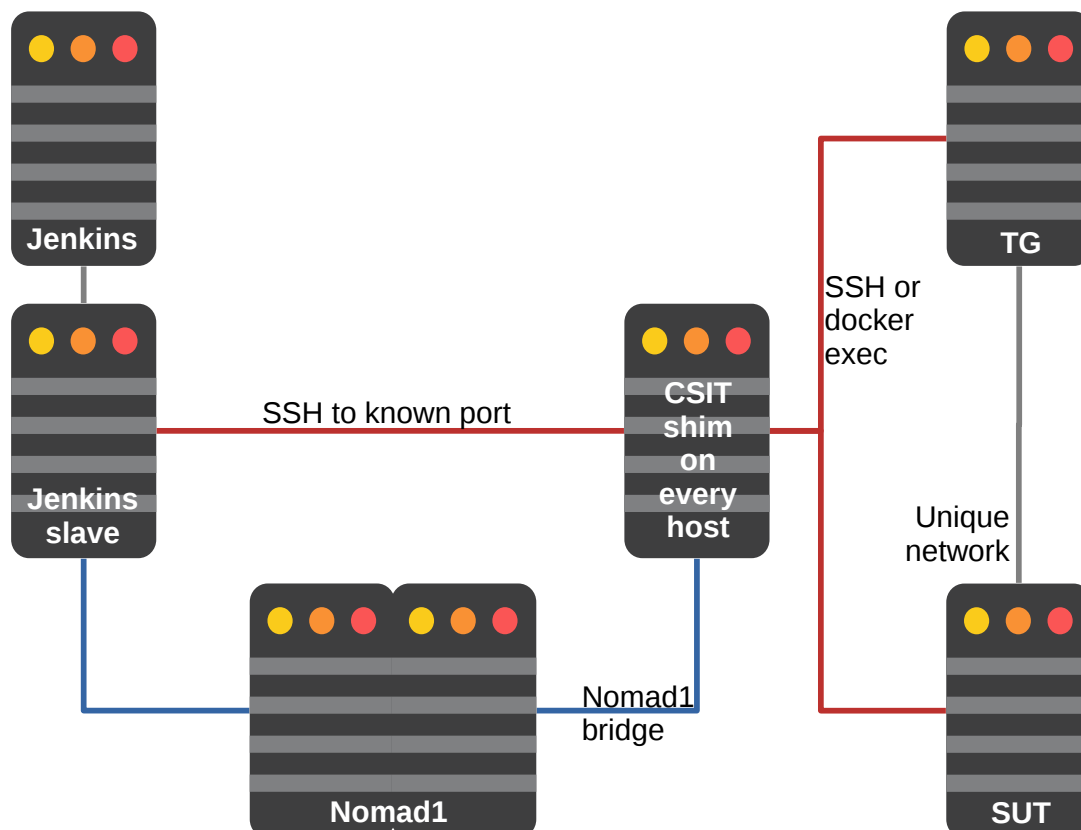 Jenkins
TG
SSH or
docker
exec
CSIT
shim
on
every
host
SSH to known port
Jenkins
slave
Unique
network
Nomad1
bridge
Nomad1
SUT